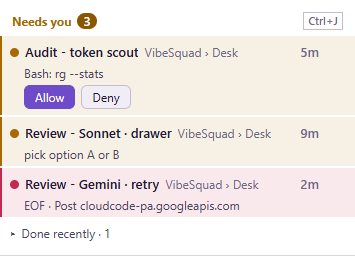 Needs you 3 Ctrl+J
Audit - token scout VibeSquad › Desk 5m
Bash: rg --stats
Allow Deny
Review - Sonnet · drawer VibeSquad › Desk 9m
pick option A or B
Review - Gemini · retry VibeSquad › Desk 2m
EOF · Post cloudcode-pa.googleapis.com
▸ Done recently · 1